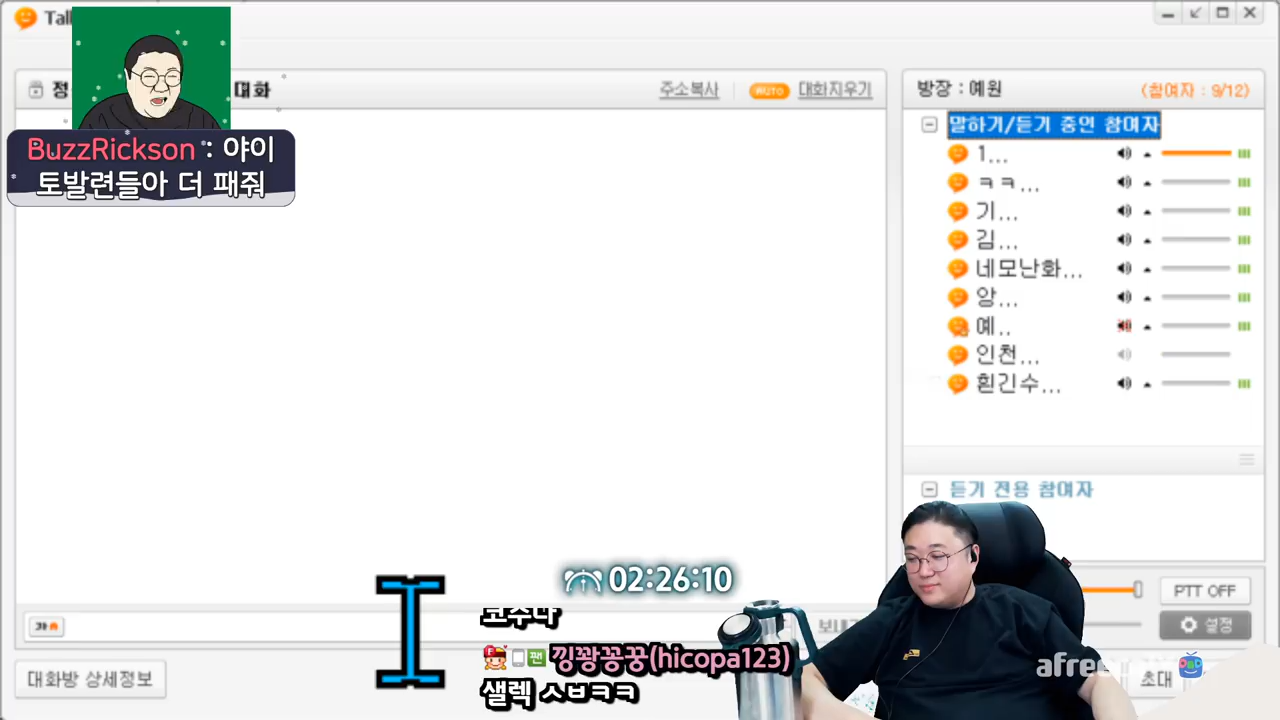 대화
주소복사
AUTO
대화지우기
방장 : 예원
(참여자 : 9/12)
BuzzRickson : 야이
토발련들아 더 패줘
말하기/듣기 중인 참여자
1...
ㅋㅋ...
기...
김...
네모난화...
앙...
예..
인천...
흰긴수...
듣기 전용 참여자
02:26:10
PTT OFF
코수나
설정
낑꽝꽁꿍(hicopa123)
샐렉 ㅅㅂㅋㅋ
대화방 상세정보
초대